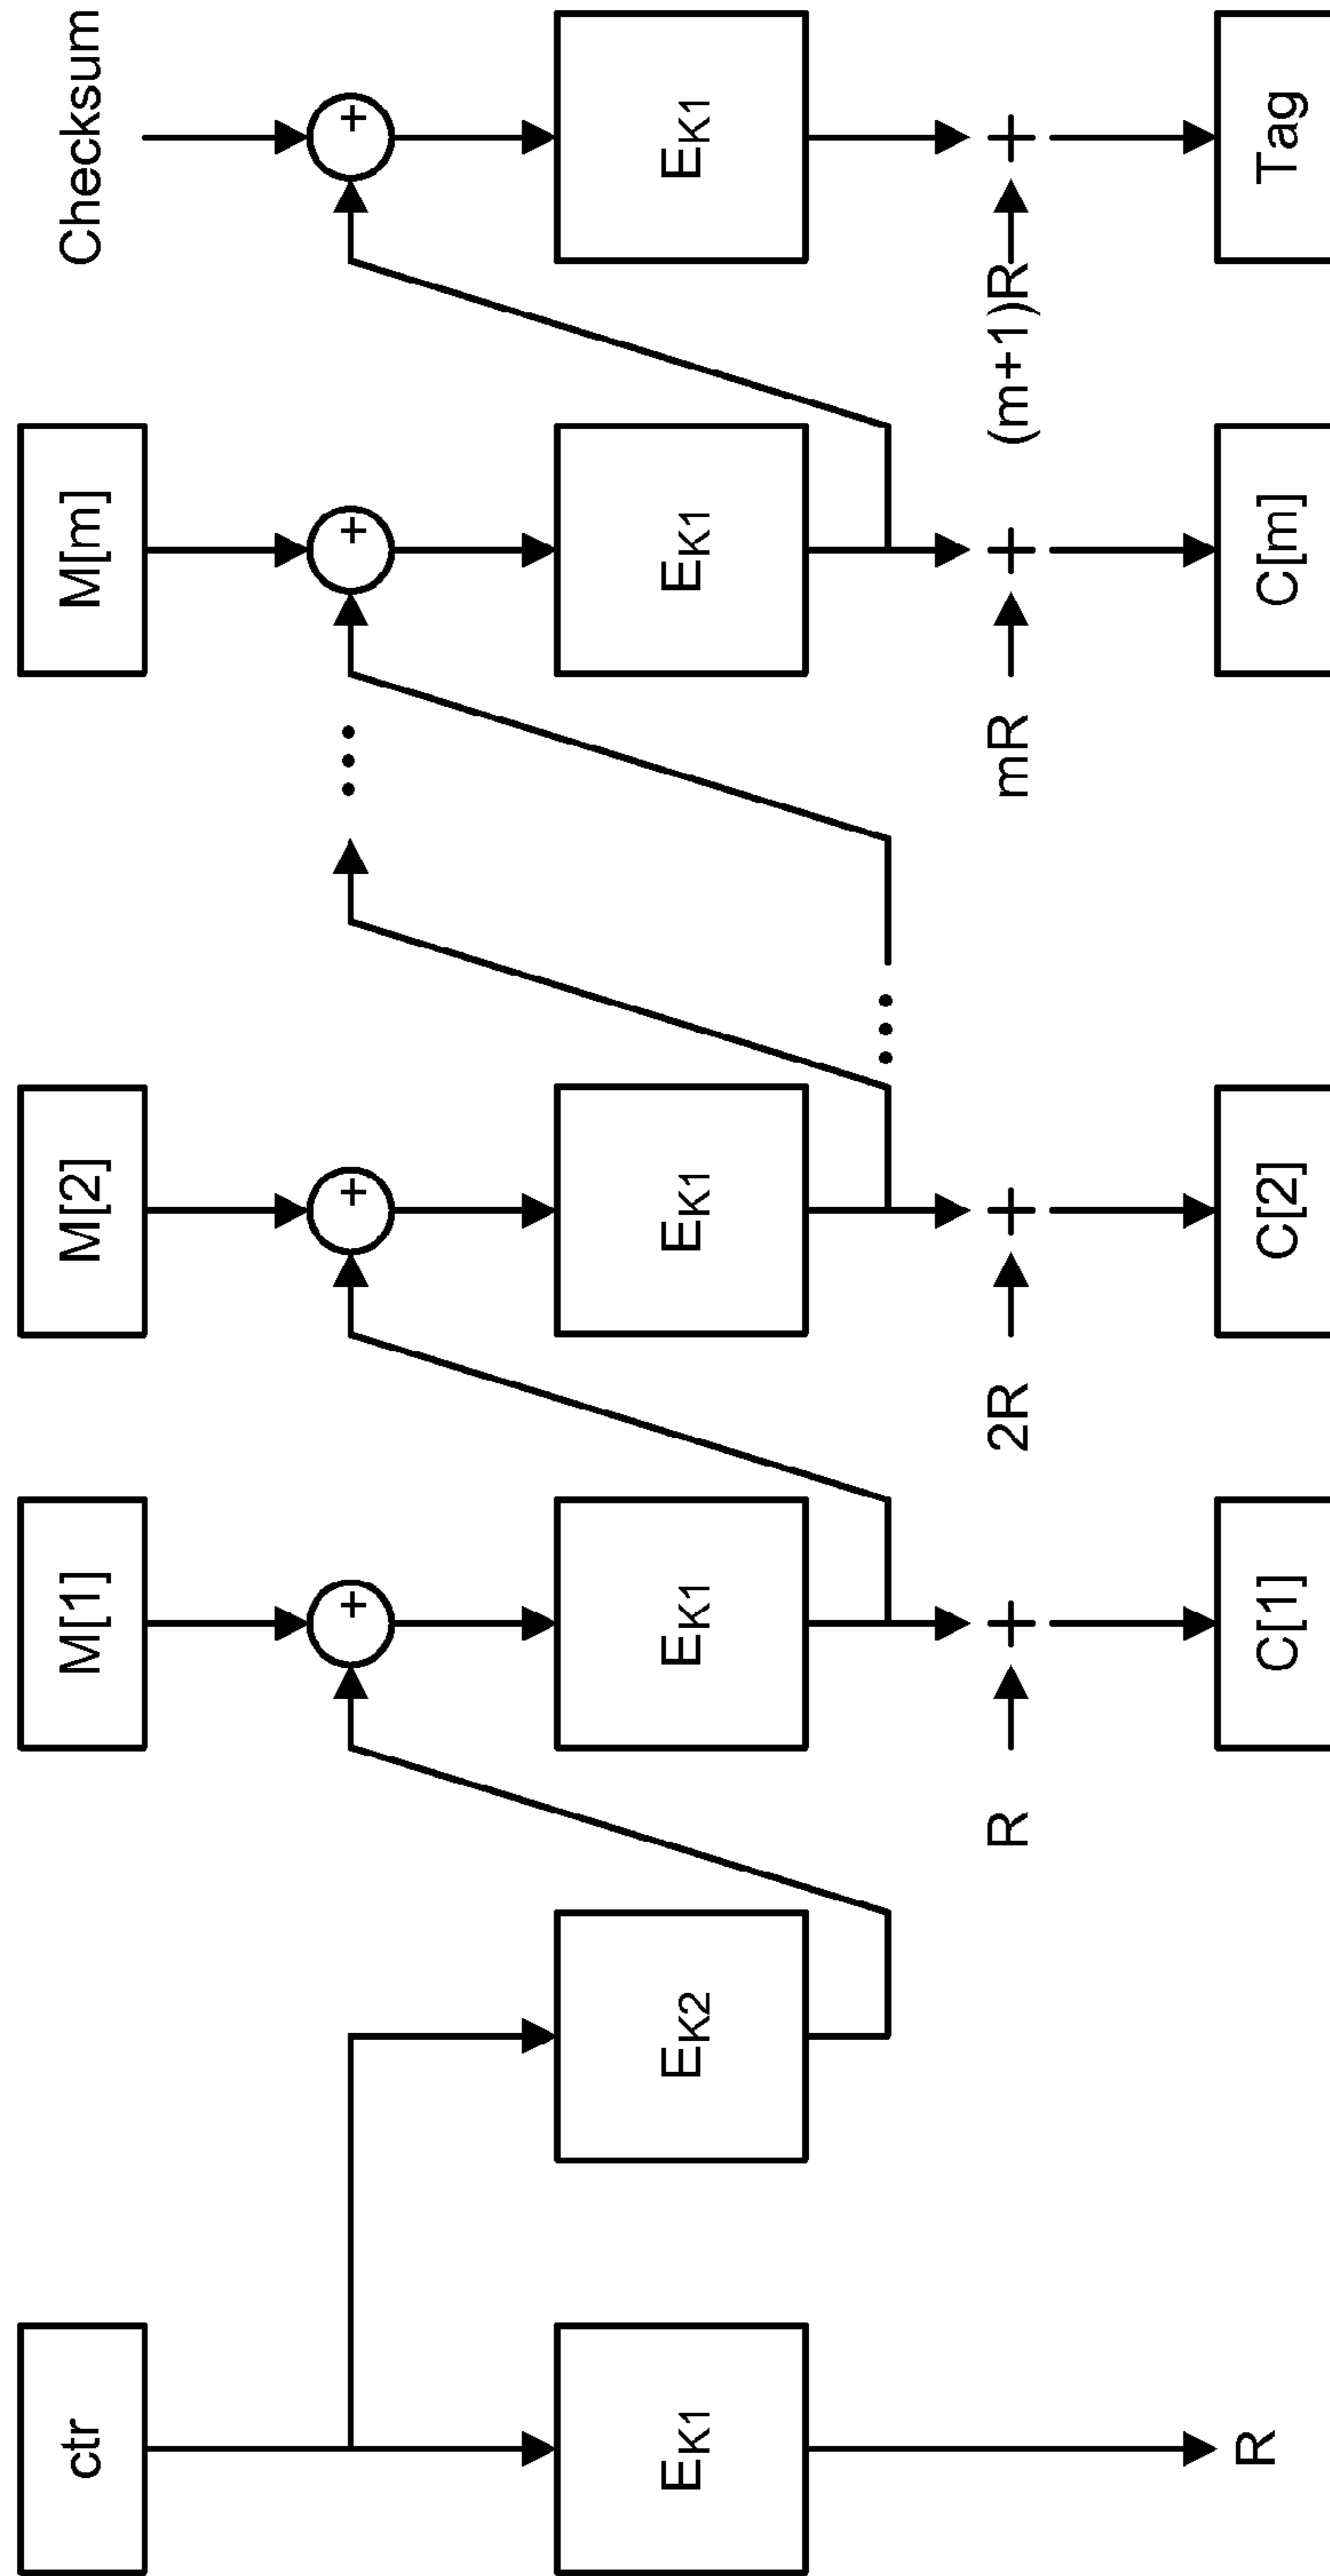 ctr
M[1]
M[2]
M[m]
Checksum
EK1
EK2
EK1
EK1
EK1
EK1
R
2R
mR
(m+1)R
R
C[1]
C[2]
C[m]
Tag